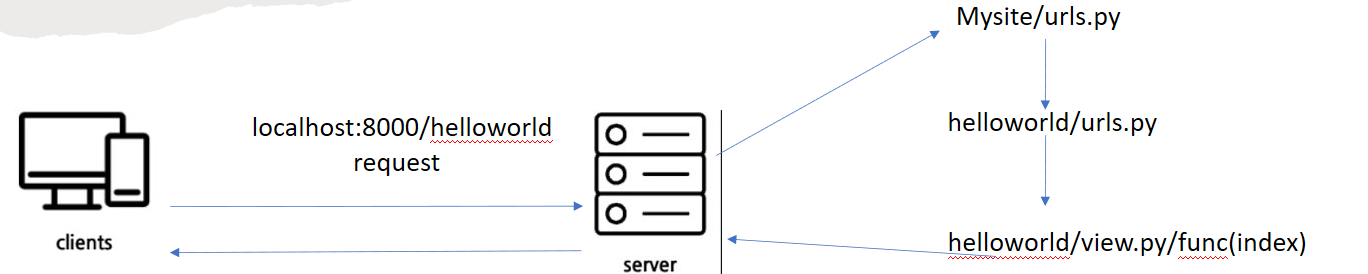 Mysite/urls.py
localhost:8000/helloworld
request
helloworld/urls.py
clients
helloworld/view.py/func(index)
server